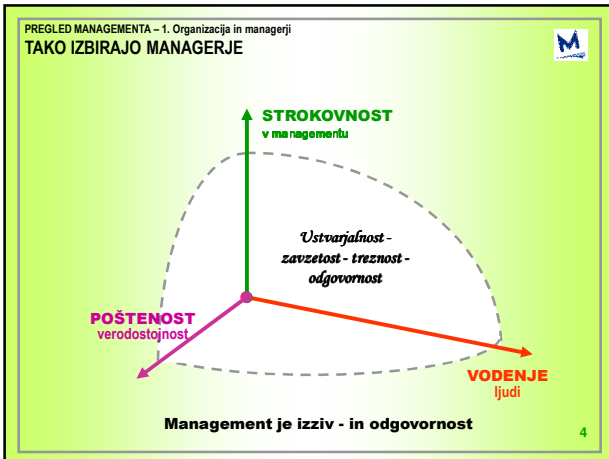 PREGLED MANAGEMENTA – 1. Organizacija in managerji
TAKO IZBIRAJO MANAGERJE
M
STROKOVNOST
v managementu
Ustvarjalnost -
zavzetost - treznost -
odgovornost
POŠTENOST
verodostojnost
VODENJE
ljudi
Management je izziv - in odgovornost
4